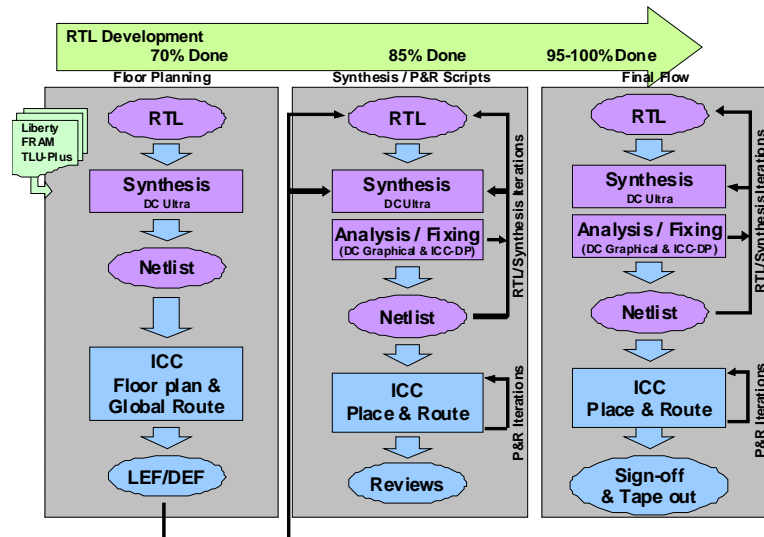 RTL Development
70% Done
85% Done
95-100% Done
Floor Planning
Synthesis / P&R Scripts
Final Flow
Liberty
FRAM
TLU-Plus
RTL
Synthesis
DC Ultra
Netlist
ICC
Floor plan &
Global Route
LEF/DEF
RTL
Synthesis
DC Ultra
Analysis / Fixing
(DC Graphical & ICC-DP)
Netlist
ICC
Place & Route
Reviews
RTL/Synthesis Iterations
P&R Iterations
RTL
Synthesis
DC Ultra
Analysis / Fixing
(DC Graphical & ICC-DP)
Netlist
ICC
Place & Route
Sign-off
& Tape out
RTL/Synthesis Iterations
P&R Iterations